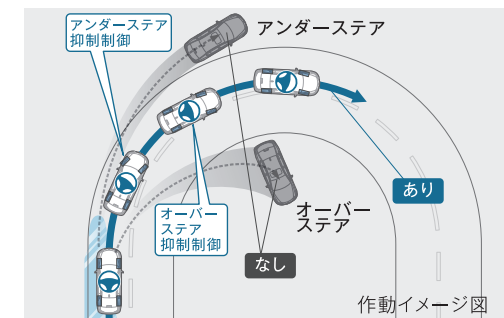 アンダーステア
抑制制御
アンダーステア
オーバー
ステア
抑制制御
オーバー
ステア
あり
なし
作動イメージ図